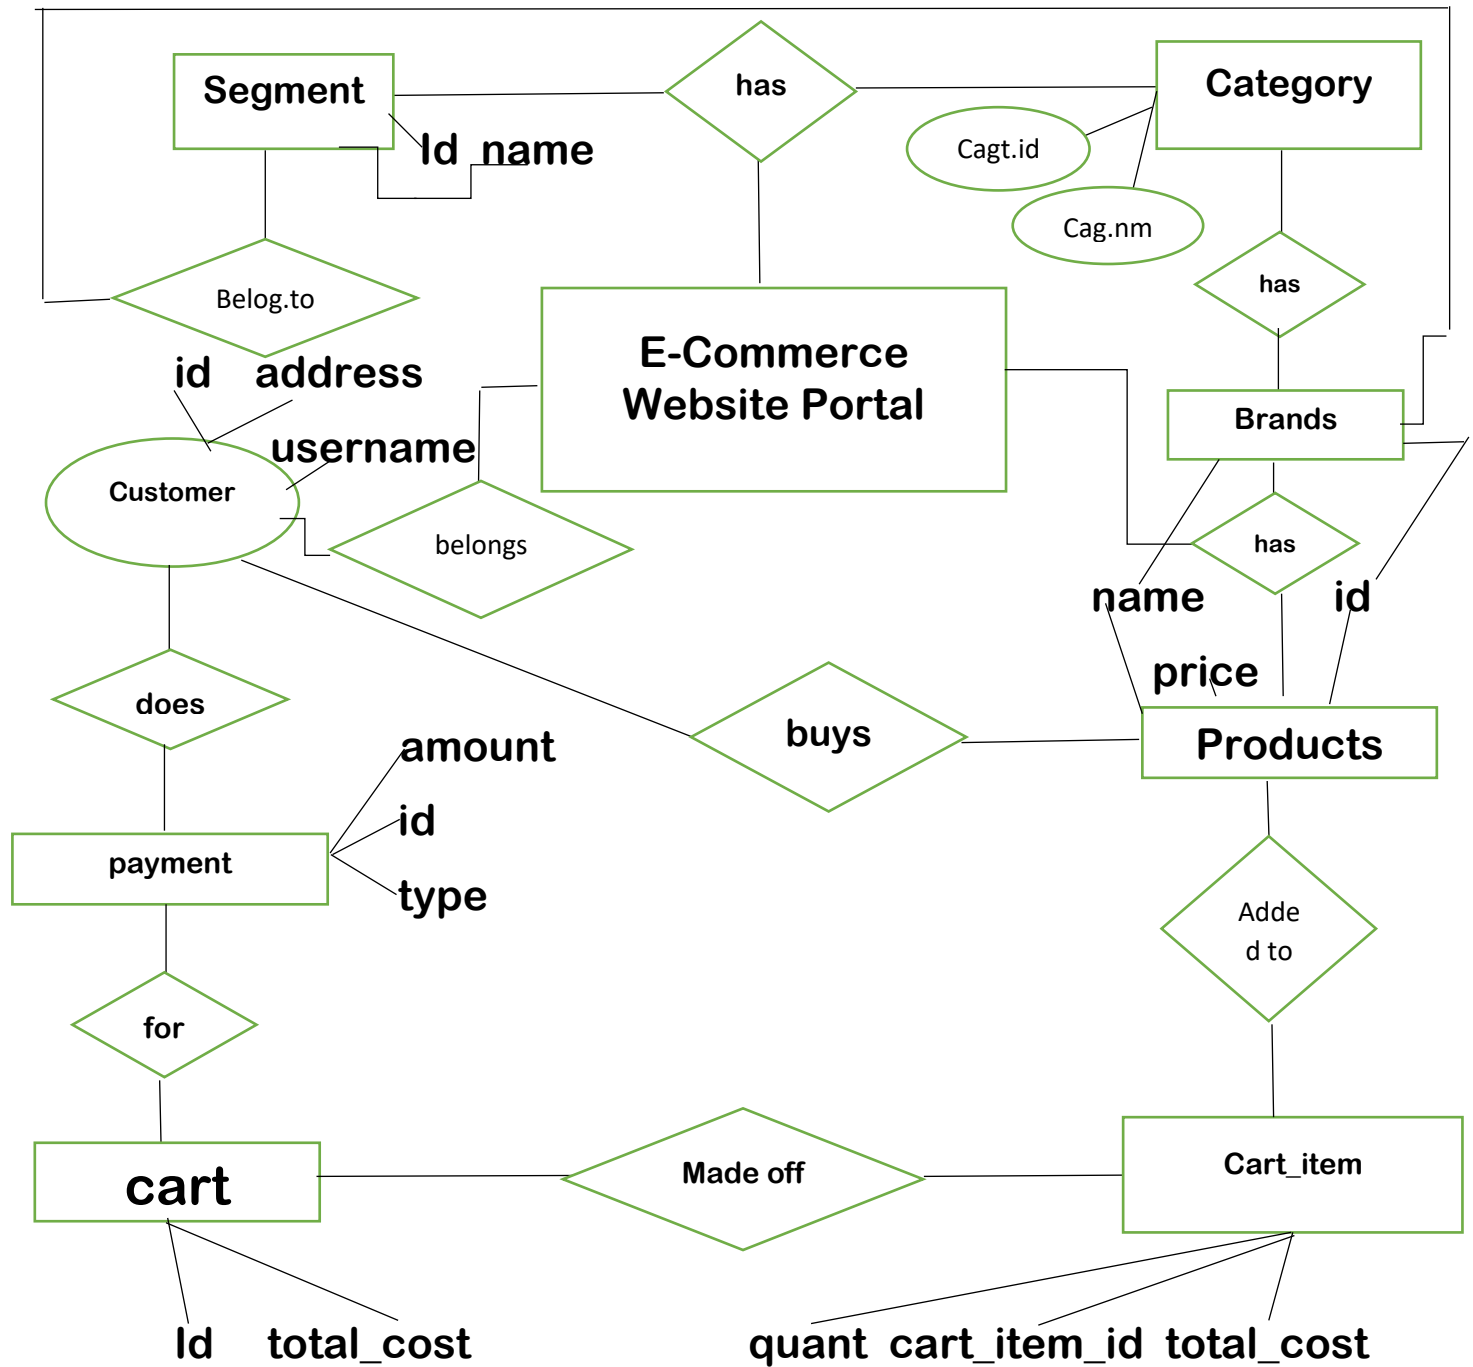 Segment
has
Category
Id name
Cagt.id
Cag.nm
Belog.to
has
E-Commerce
Website Portal
id address
username
Brands
Customer
belongs
has
name
id
price
does
buys
Products
amount
id
payment
type
Adde
d to
for
cart
Made off
Cart_item
Id total_cost
quant cart_item_id total_cost